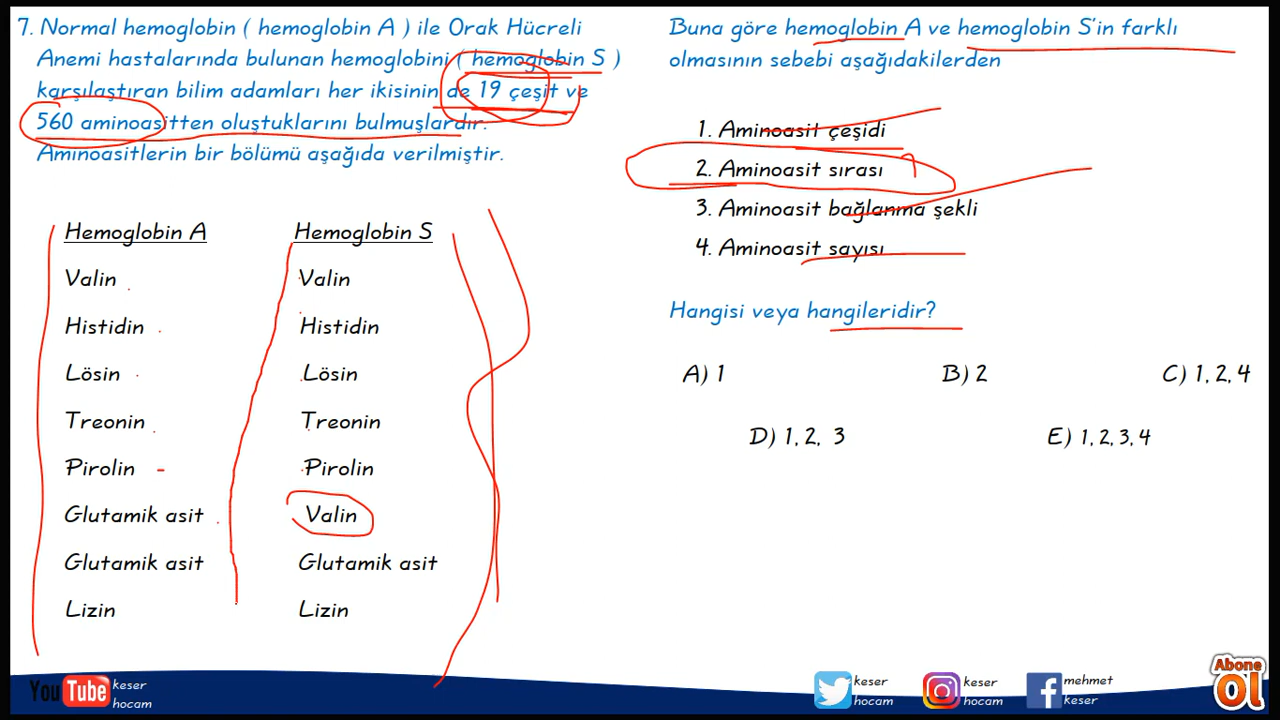 7. Normal hemoglobin ( hemoglobin A ) ile Orak Hücreli
Anemi hastalarında bulunan hemoglobini ( hemoglobin S )
karşılaştıran bilim adamları her ikisinin de 19 çeşit ve
560 aminoasitten oluştuklarını bulmuşlardır.
Aminoasitlerin bir bölümü aşağıda verilmiştir.
Hemoglobin A Hemoglobin S
Valin Valin
Histidin Histidin
Lösin Lösin
Treonin Treonin
Pirolin Pirolin
Glutamik asit Valin
Glutamik asit Glutamik asit
Lizin Lizin
Buna göre hemoglobin A ve hemoglobin S'in farklı
olmasının sebebi aşağıdakilerden
1. Aminoasit çeşidi
2. Aminoasit sırası
3. Aminoasit bağlanma şekli
4. Aminoasit sayısı
Hangisi veya hangileridir?
A) 1 B) 2 C) 1, 2, 4
D) 1, 2, 3 E) 1, 2, 3, 4
YouTube keser hocam
keser hocam
keser hocam
mehmet keser
Abone
OL